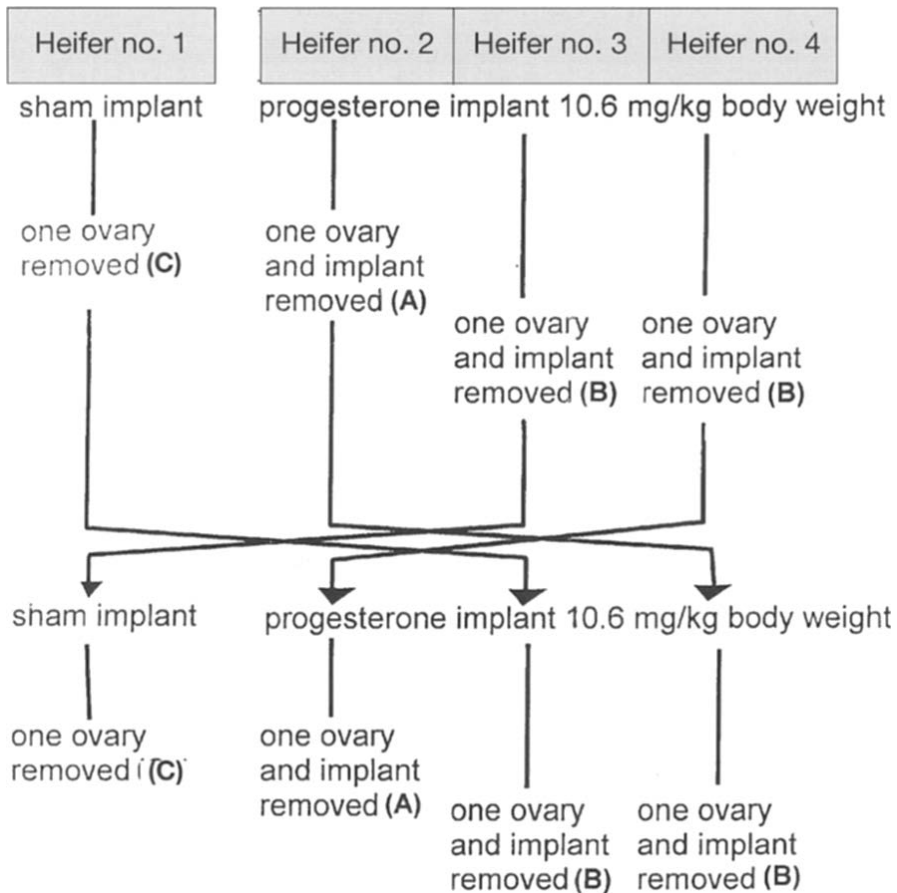 Heifer no. 1
Heifer no. 2
Heifer no. 3
Heifer no. 4
sham implant
progesterone implant 10.6 mg/kg body weight
one ovary
removed (C)
one ovary
and implant
removed (A)
one ovary
and implant
removed (B)
one ovary
and implant
removed (B)
sham implant
progesterone implant 10.6 mg/kg body weight
one ovary
removed (C)
one ovary
and implant
removed (A)
one ovary
and implant
removed (B)
one ovary
and implant
removed (B)